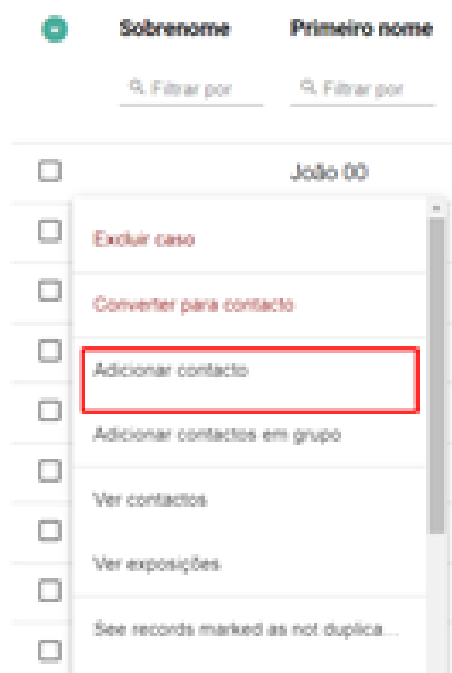 Sobrenome Primeiro nome
Filtrar por Filtrar por
João 00
Excluir caso
Converter para contacto
Adicionar contacto
Adicionar contactos em grupo
Ver contactos
Ver exposições
See records marked as not duplica...